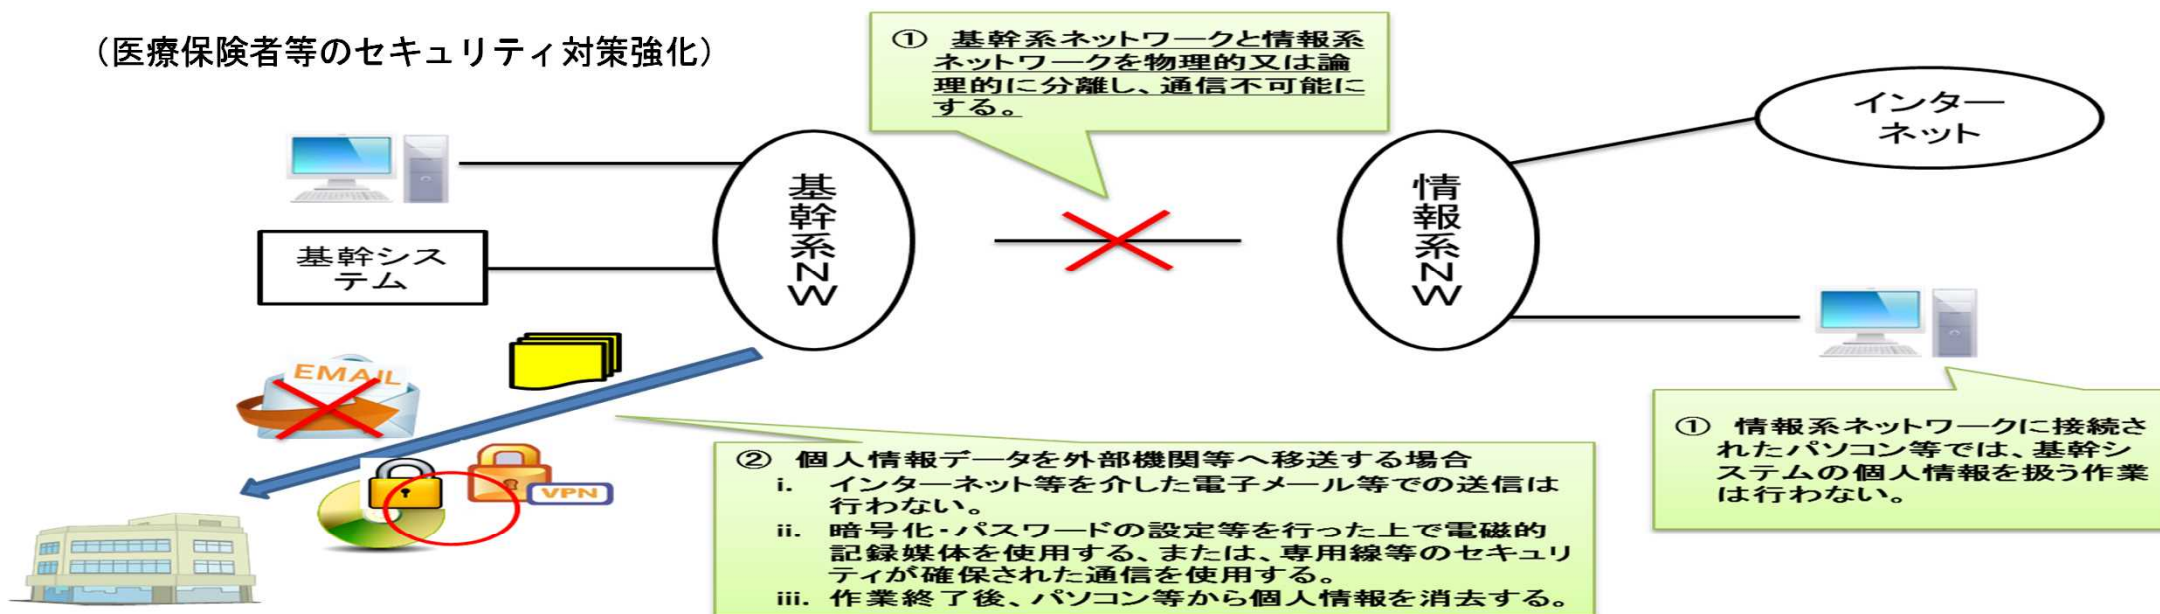 （医療保険者等のセキュリティ対策強化）
① 基幹系ネットワークと情報系
ネットワークを物理的又は論
理的に分離し、通信不可能に
する。
インター
ネット
基幹系NW
情報系NW
基幹シス
テム
EMAIL
VPN
② 個人情報データを外部機関等へ移送する場合
i. インターネット等を介した電子メール等での送信は
行わない。
ii. 暗号化・パスワードの設定等を行った上で電磁的
記録媒体を使用する、または、専用線等のセキュリ
ティが確保された通信を使用する。
iii. 作業終了後、パソコン等から個人情報を消去する。
① 情報系ネットワークに接続さ
れたパソコン等では、基幹シ
ステムの個人情報を扱う作業
は行わない。